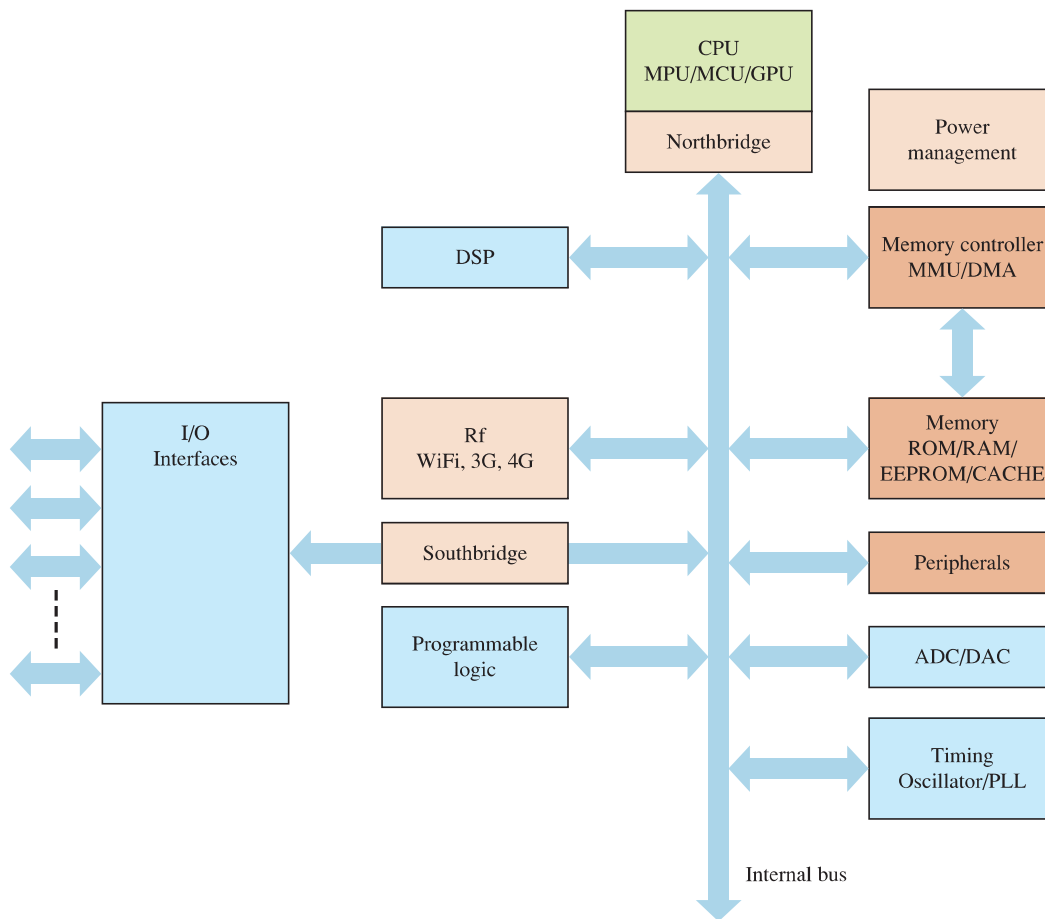 CPU
MPU/MCU/GPU
Northbridge
Power
management
DSP
Memory controller
MMU/DMA
I/O
Interfaces
Rf
WiFi, 3G, 4G
Memory
ROM/RAM/
EEPROM/CACHE
Southbridge
Peripherals
Programmable
logic
ADC/DAC
Timing
Oscillator/PLL
Internal bus